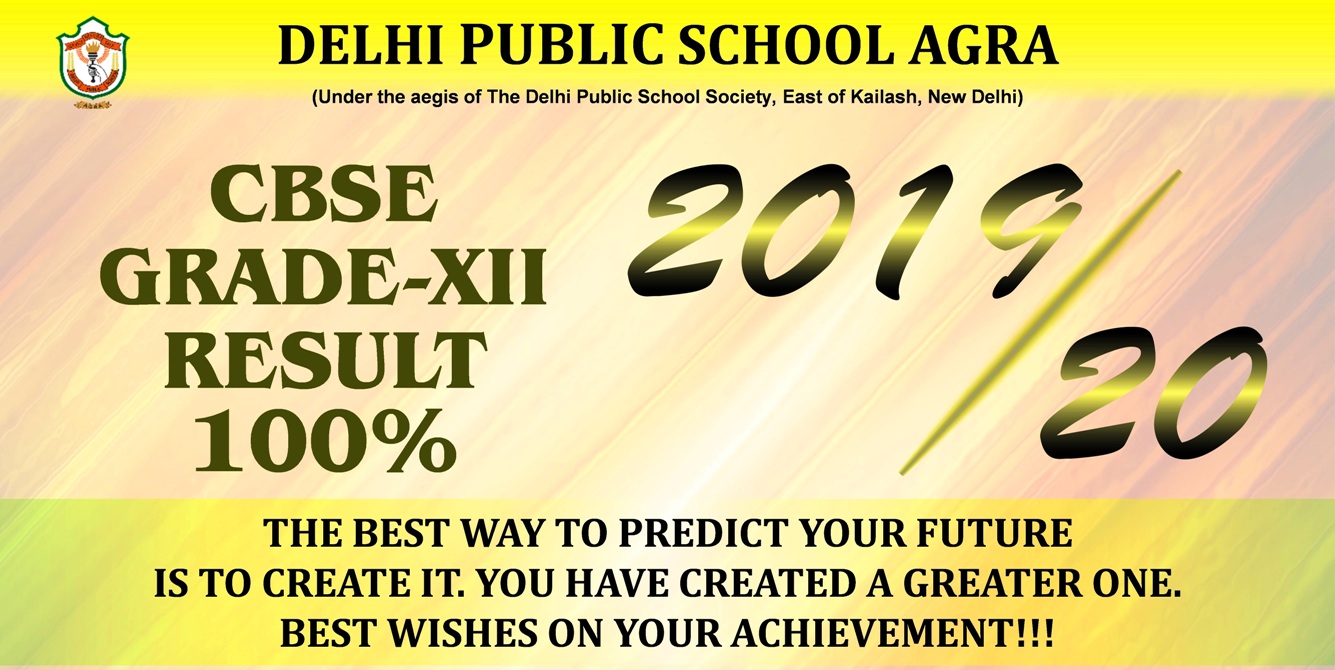 DELHI PUBLIC SCHOOL AGRA
(Under the aegis of The Delhi Public School Society, East of Kailash, New Delhi)
CBSE
GRADE-XII
RESULT
100%
2019/
20
THE BEST WAY TO PREDICT YOUR FUTURE
IS TO CREATE IT. YOU HAVE CREATED A GREATER ONE.
BEST WISHES ON YOUR ACHIEVEMENT!!!